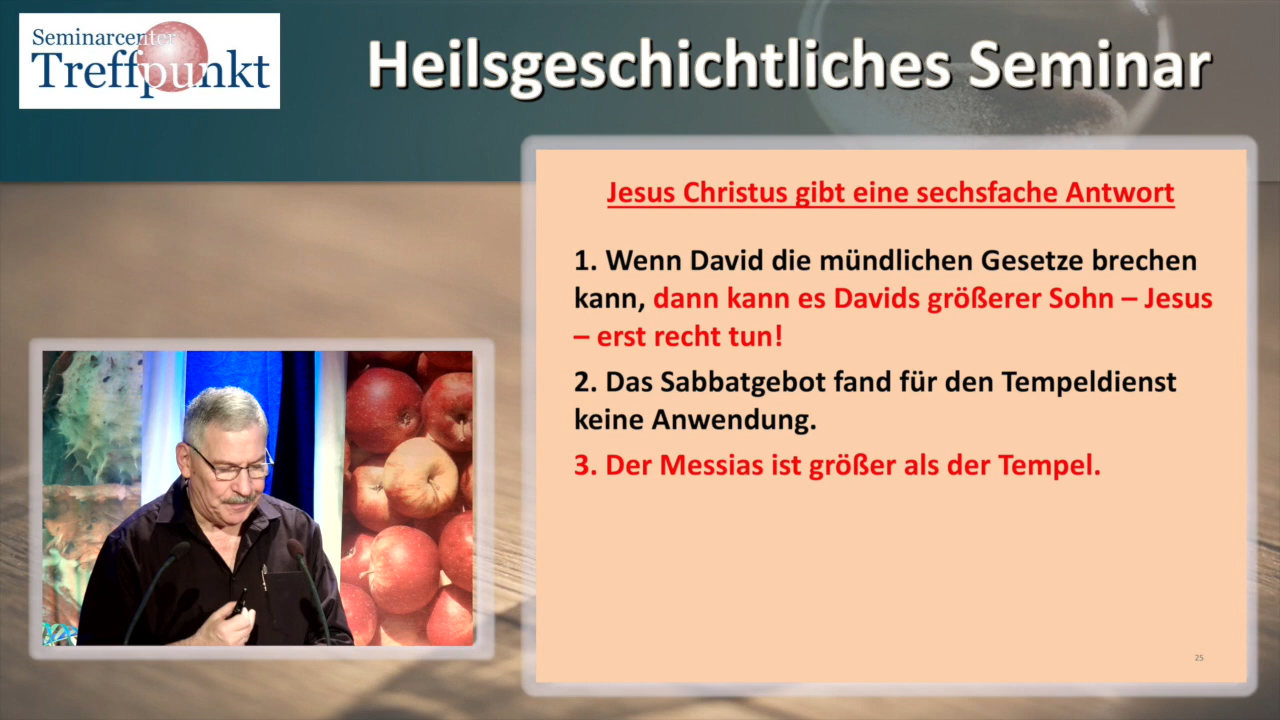 Seminarcenter
Treffpunkt
Heilsgeschichtliches Seminar
Jesus Christus gibt eine sechsfache Antwort
1. Wenn David die mündlichen Gesetze brechen
kann, dann kann es Davids größerer Sohn – Jesus
– erst recht tun!
2. Das Sabbatgebot fand für den Tempeldienst
keine Anwendung.
3. Der Messias ist größer als der Tempel.
25